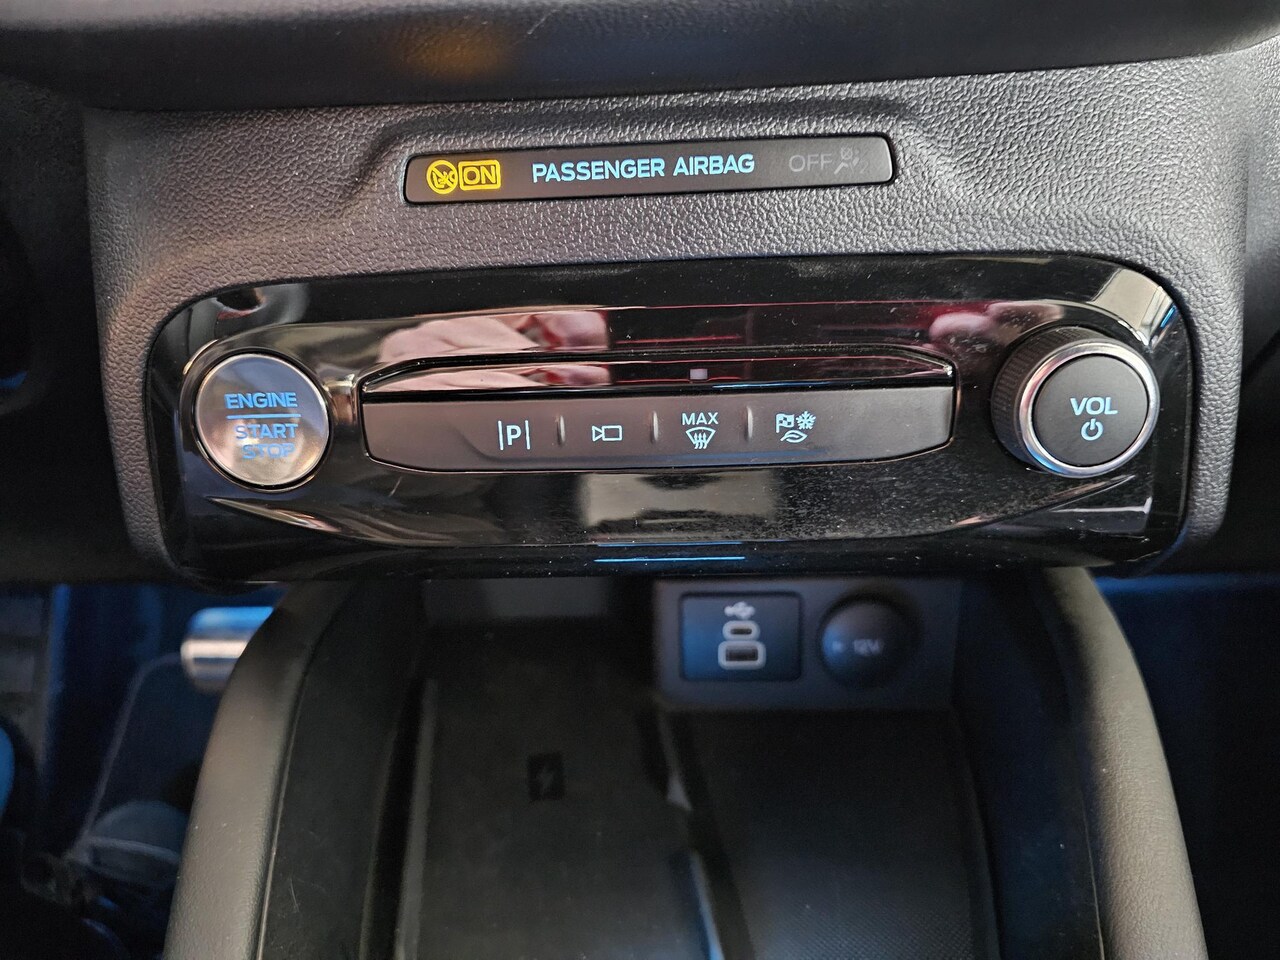 ON PASSENGER AIRBAG OFF
ENGINE
START
STOP
|P|
MAX
VOL
12V